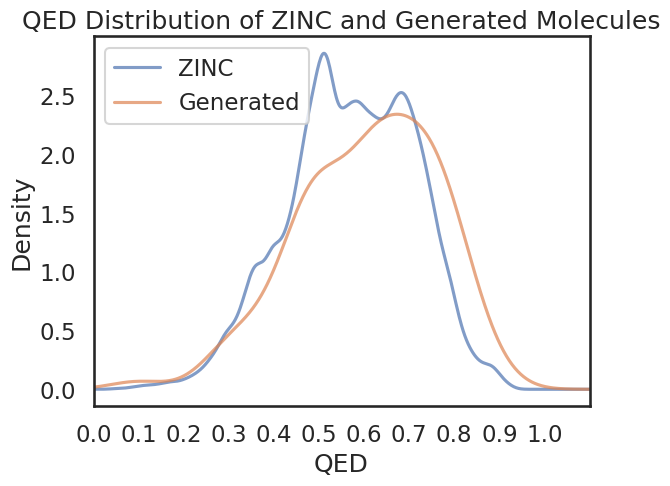 QED Distribution of ZINC and Generated Molecules
ZINC
Generated
Density
2.5
2.0
1.5
1.0
0.5
0.0
0.0 0.1 0.2 0.3 0.4 0.5 0.6 0.7 0.8 0.9 1.0
QED